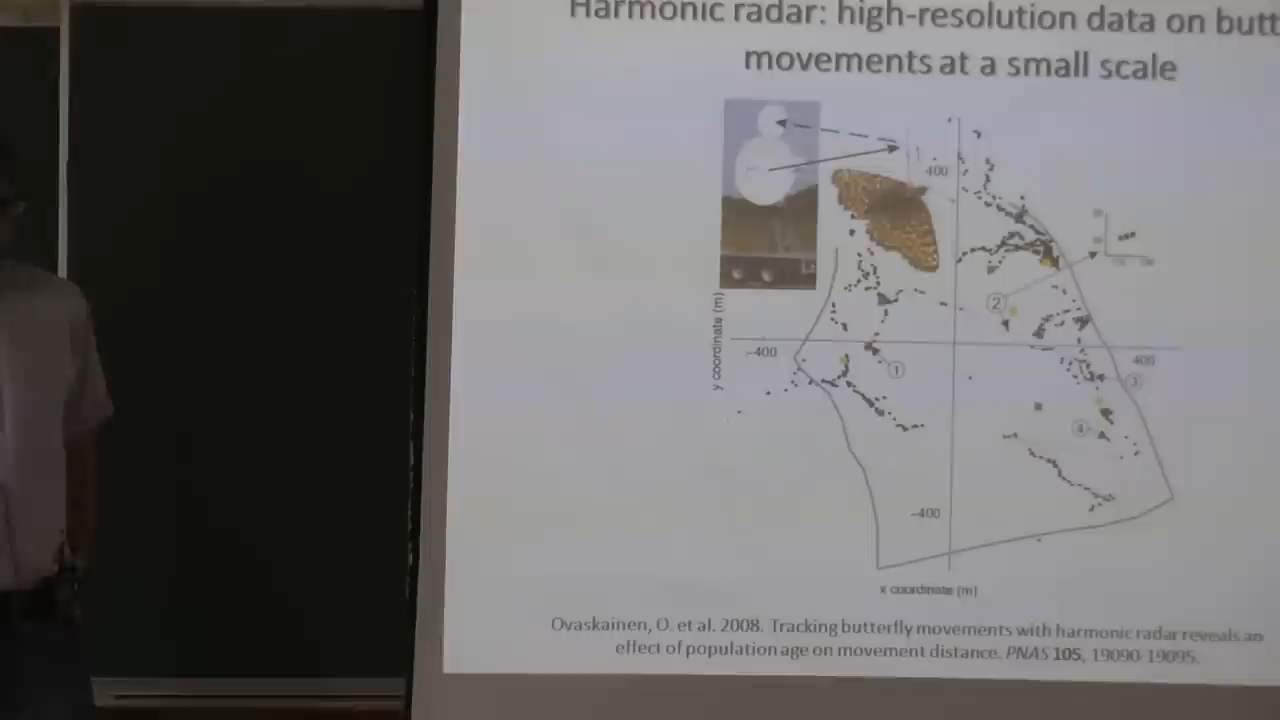 Harmonic radar: high-resolution data on butt
movements at a small scale
400
②
y coordinate (m)
-400
400
①
③
④
-400
x coordinate (m)
Ovaskainen, O. et al. 2008. Tracking butterfly movements with harmonic radar reveals an
effect of population age on movement distance. PNAS 105, 19090-19095.